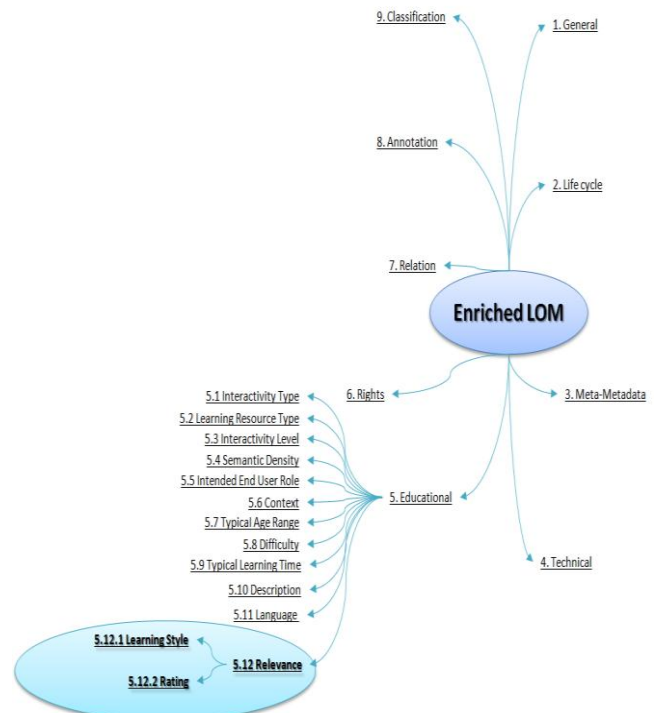 9. Classification
1. General
8. Annotation
2. Life cycle
7. Relation
Enriched LOM
6. Rights
3. Meta-Metadata
5.1 Interactivity Type
5.2 Learning Resource Type
5.3 Interactivity Level
5.4 Semantic Density
5.5 Intended End User Role
5. Educational
5.6 Context
5.7 Typical Age Range
5.8 Difficulty
5.9 Typical Learning Time
4. Technical
5.10 Description
5.11 Language
5.12.1 Learning Style
5.12 Relevance
5.12.2 Rating